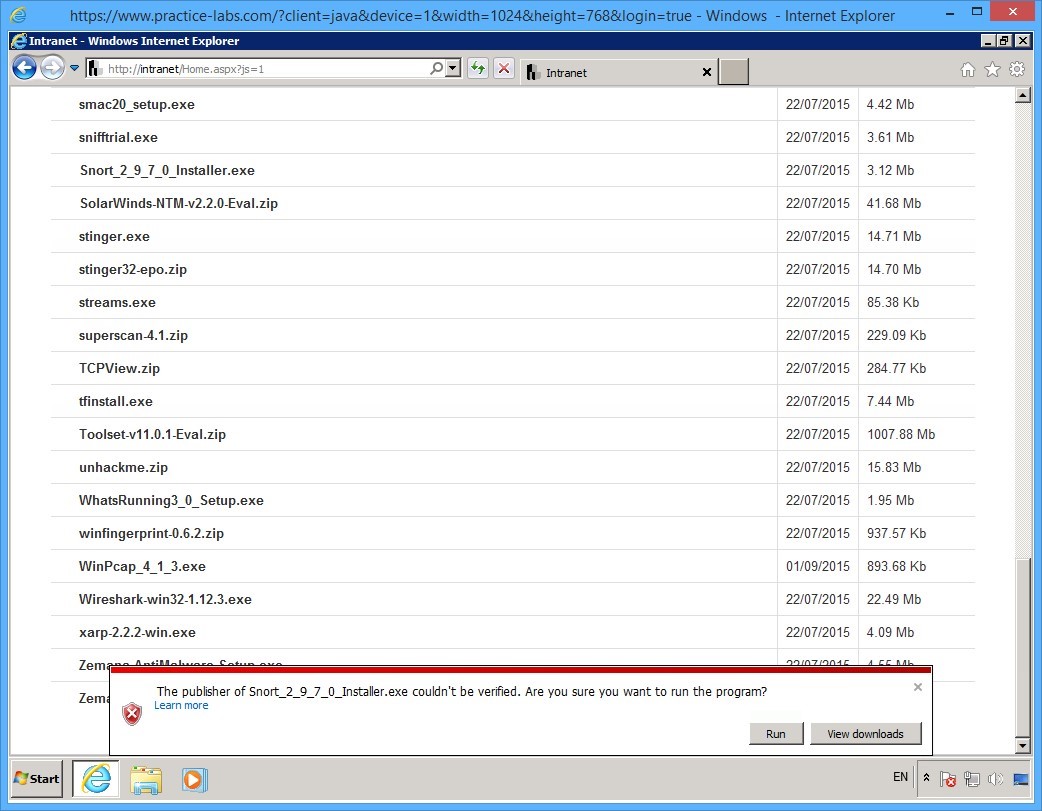 https://www.practice-labs.com/?client=java&device=1&width=1024&height=768&login=true - Windows - Internet Explorer
Intranet - Windows Internet Explorer
http://intranet/Home.aspx?js=1
Intranet
smac20_setup.exe 22/07/2015 4.42 Mb
snifftrial.exe 22/07/2015 3.61 Mb
Snort_2_9_7_0_Installer.exe 22/07/2015 3.12 Mb
SolarWinds-NTM-v2.2.0-Eval.zip 22/07/2015 41.68 Mb
stinger.exe 22/07/2015 14.71 Mb
stinger32-epo.zip 22/07/2015 14.70 Mb
streams.exe 22/07/2015 85.38 Kb
superscan-4.1.zip 22/07/2015 229.09 Kb
TCPView.zip 22/07/2015 284.77 Kb
tfinstall.exe 22/07/2015 7.44 Mb
Toolset-v11.0.1-Eval.zip 22/07/2015 1007.88 Mb
unhackme.zip 22/07/2015 15.83 Mb
WhatsRunning3_0_Setup.exe 22/07/2015 1.95 Mb
winfingerprint-0.6.2.zip 22/07/2015 937.57 Kb
WinPcap_4_1_3.exe 01/09/2015 893.68 Kb
Wireshark-win32-1.12.3.exe 22/07/2015 22.49 Mb
xarp-2.2.2-win.exe 22/07/2015 4.09 Mb
Zemana AntiMalware Setup.exe 22/07/2015 4.55 Mb
Zema
The publisher of Snort_2_9_7_0_Installer.exe couldn't be verified. Are you sure you want to run the program?
Learn more
Run View downloads
Start
EN